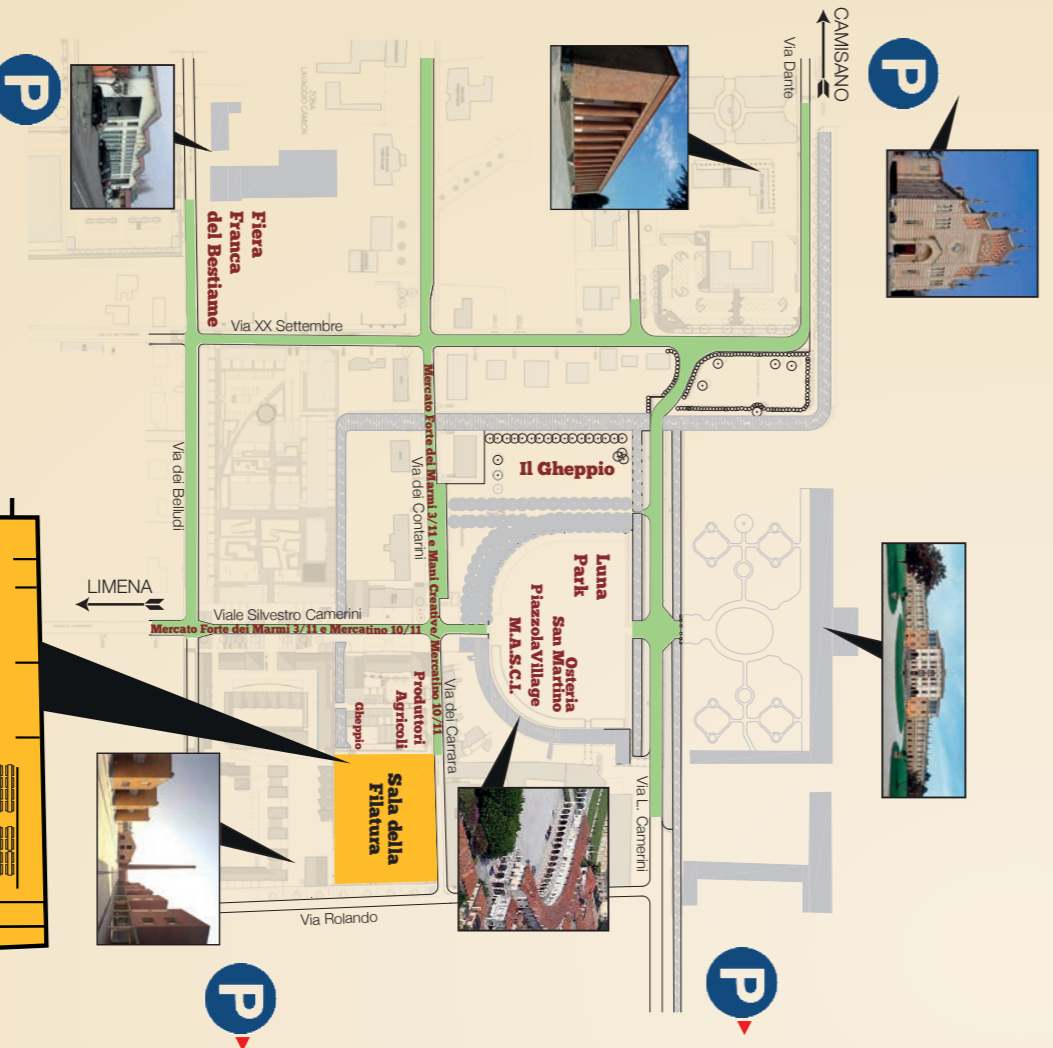 CAMISANO
Via Dante
P
P
ZONA
LAVAGGIO CAMION
Fiera
Franca
del Bestiame
Via XX Settembre
Mercato Forte dei Marmi 3/11 e Mani Creative/Mercatino 10/11
Via dei Contarini
Via dei Belludi
Il Gheppio
Luna
Park
Osteria
San Martino
PiazzolaVillage
M.A.S.C.I.
LIMENA
Viale Silvestro Camerini
Mercato Forte dei Marmi 3/11 e Mercatino 10/11
Produttori
Agricoli
Gheppio
Via dei Carrara
Via L. Camerini
Sala della
Filatura
Via Rolando
P
P